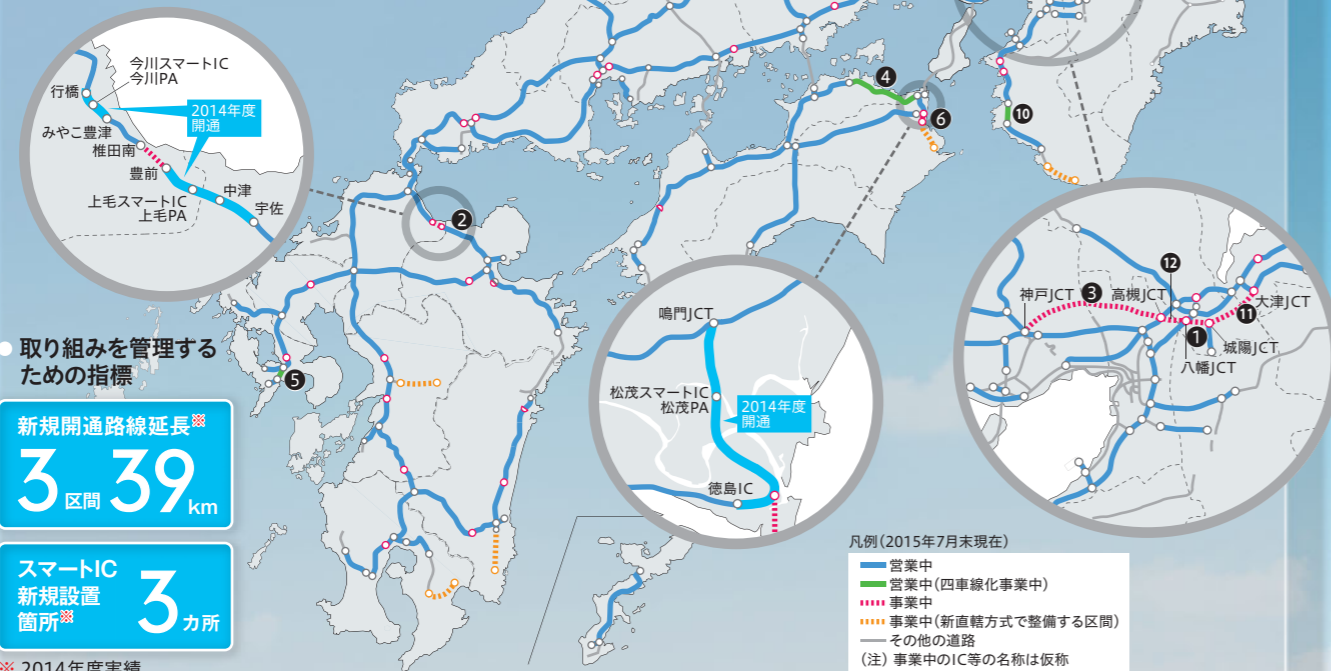 今川スマートIC
今川PA
行橋
2014年度
開通
みやこ豊津
椎田南
豊前
中津
上毛スマートIC
上毛PA
宇佐
2
4
6
10
12
神戸JCT
3
高槻JCT
大津JCT
11
1
城陽JCT
八幡JCT
鳴門JCT
松茂スマートIC
松茂PA
2014年度
開通
徳島IC
5
取り組みを管理する
ための指標
新規開通路線延長※
3区間 39km
スマートIC
新規設置
箇所※
3カ所
※ 2014年度実績
凡例(2015年7月末現在)
営業中
営業中(四車線化事業中)
事業中
事業中(新直轄方式で整備する区間)
その他の道路
(注) 事業中のIC等の名称は仮称